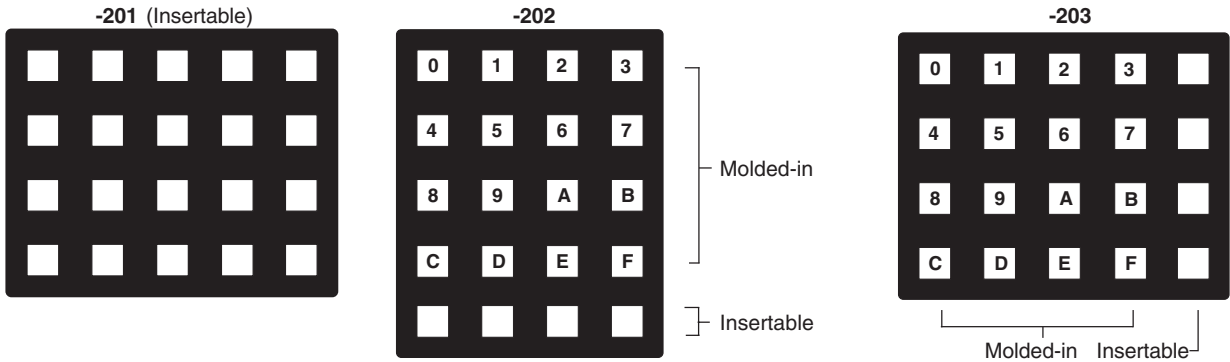 -201 (Insertable)
-202
-203
0 1 2 3
4 5 6 7
8 9 A B
C D E F
Molded-in
Insertable
0 1 2 3
4 5 6 7
8 9 A B
C D E F
Molded-in Insertable